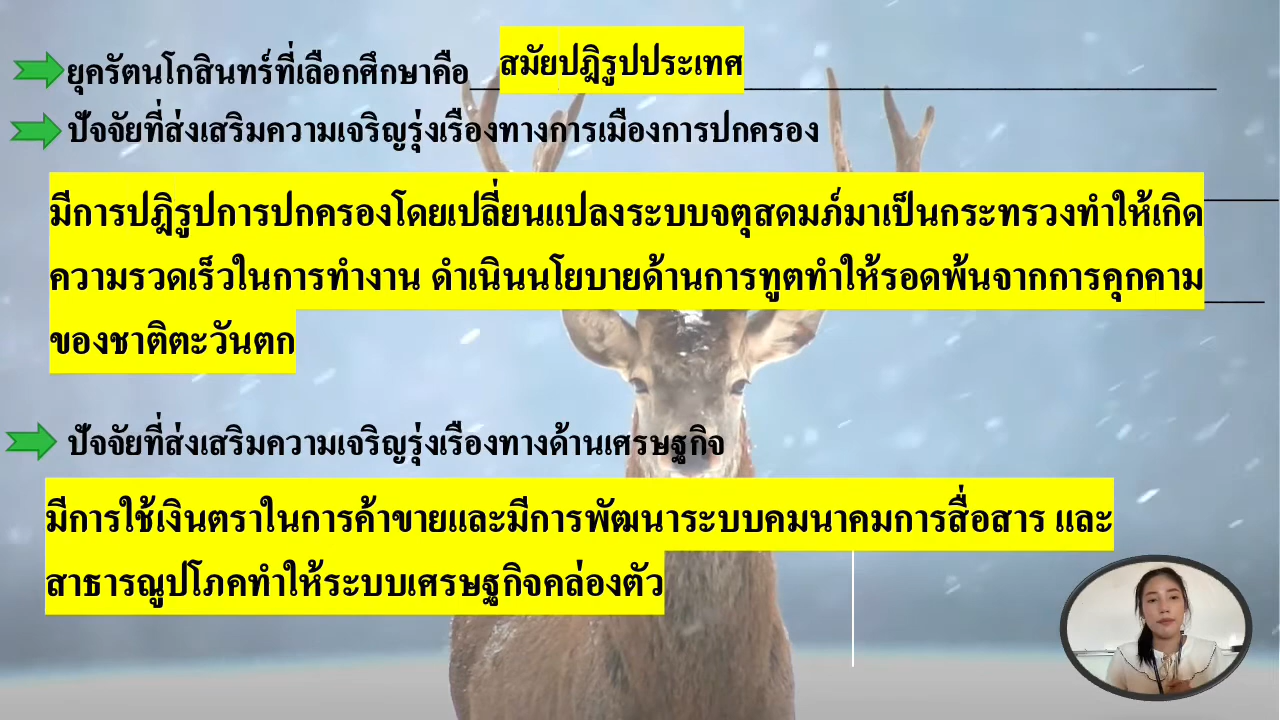 ยุครัตนโกสินทร์ที่เลือกศึกษาคือ สมัยปฎิรูปประเทศ
ปัจจัยที่ส่งเสริมความเจริญรุ่งเรืองทางการเมืองการปกครอง
มีการปฎิรูปการปกครองโดยเปลี่ยนแปลงระบบจตุสดมภ์มาเป็นกระทรวงทำให้เกิด
ความรวดเร็วในการทำงาน ดำเนินนโยบายด้านการทูตทำให้รอดพ้นจากการคุกคาม
ของชาติตะวันตก
ปัจจัยที่ส่งเสริมความเจริญรุ่งเรืองทางด้านเศรษฐกิจ
มีการใช้เงินตราในการค้าขายและมีการพัฒนาระบบคมนาคมการสื่อสาร และ
สาธารณูปโภคทำให้ระบบเศรษฐกิจคล่องตัว